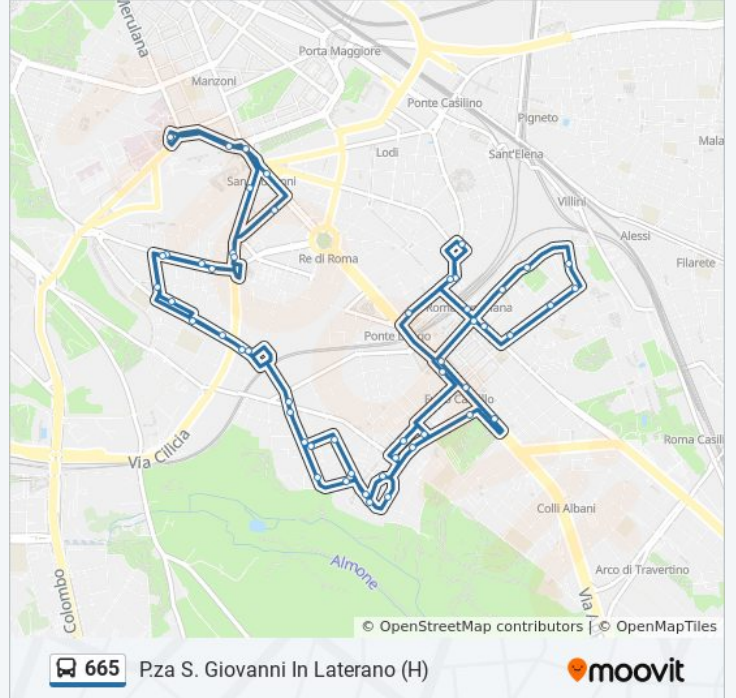 Merulana
Porta Maggiore
Manzoni
Ponte Casilino
Pigneto
Mala
Lodi
Sant'Elena
San Giovanni
Villini
Alessi
Re di Roma
Filarete
Roma Tuscolana
Ponte Lungo
Furio Camillo
Via Cilicia
Roma Casil
Colli Albani
Almone
Arco di Travertino
Colombo
Via
© OpenStreetMap contributors | © OpenMapTiles
665 P.za S. Giovanni In Laterano (H)
moovit